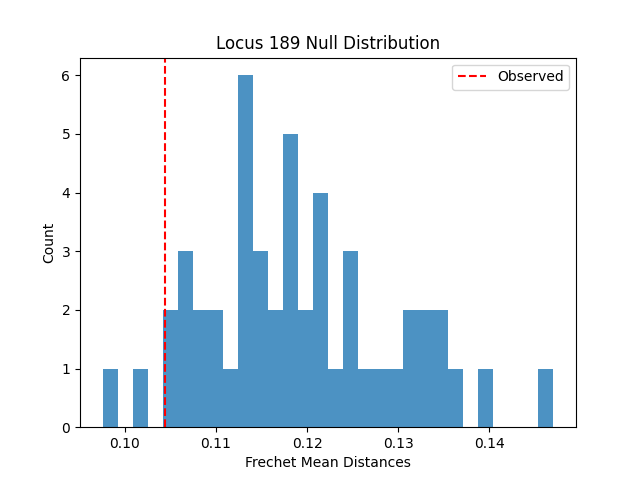 Locus 189 Null Distribution
Observed
6
5
4
3
2
1
0
Count
0.10 0.11 0.12 0.13 0.14
Frechet Mean Distances